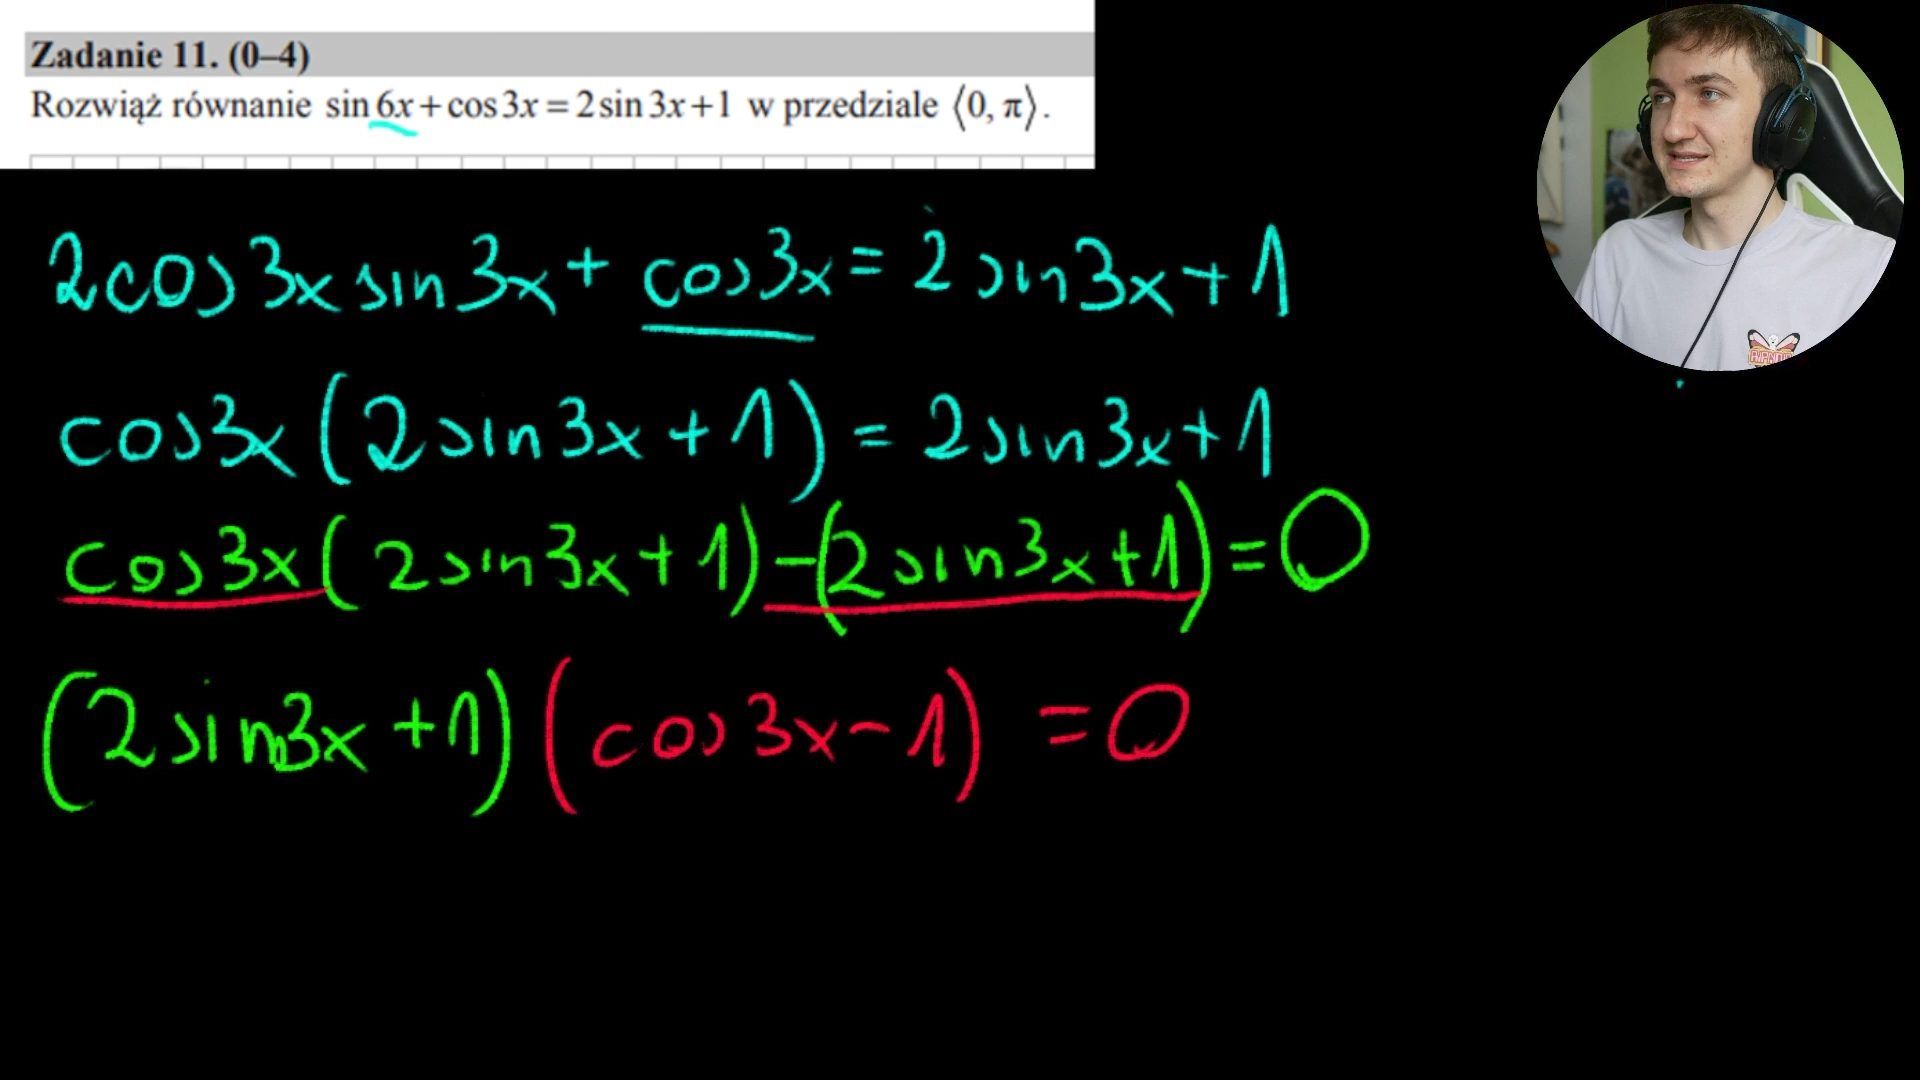 Zadanie 11. (0–4)
Rozwiąż równanie sin 6x + cos 3x = 2 sin 3x + 1 w przedziale ⟨0, π⟩.
2cos3x sin3x + cos3x = 2sin3x + 1
cos3x (2sin3x + 1) = 2sin3x + 1
cos3x (2sin3x + 1) - (2sin3x + 1) = 0
(2sin3x + 1) (cos3x - 1) = 0